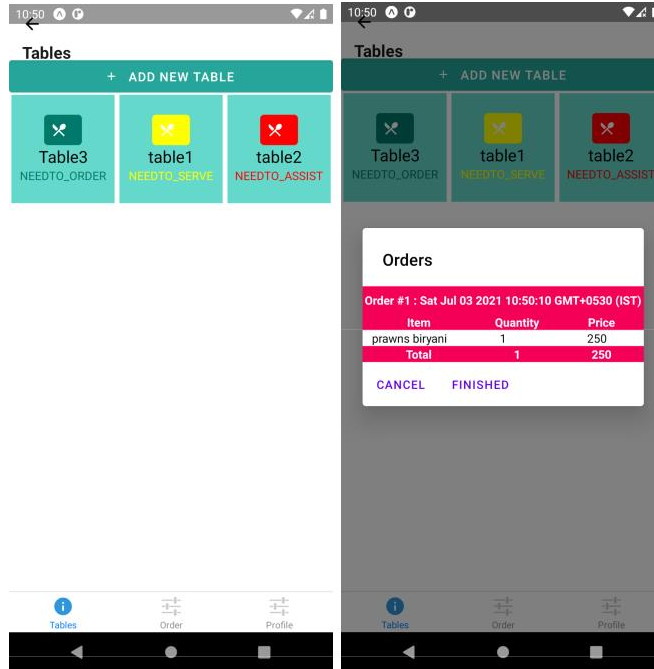 10:50
Tables
+ ADD NEW TABLE
Table3 table1 table2
NEEDTO_ORDER NEEDTO_SERVE NEEDTO_ASSIST
Tables Order Profile
10:50
Tables
+ ADD NEW TABLE
Table3 table1 table2
NEEDTO_ORDER NEEDTO_SERVE NEEDTO_ASSIST
Orders
Order #1 : Sat Jul 03 2021 10:50:10 GMT+0530 (IST)
Item Quantity Price
prawns biryani 1 250
Total 1 250
CANCEL FINISHED
Tables Order Profile